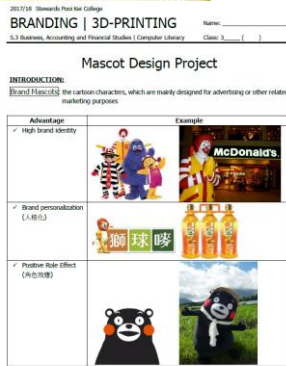 2017/18 Stewards Pooi Kei College
BRANDING | 3D-PRINTING
Name:
S.3 Business, Accounting and Financial Studies | Computer Literacy
Class: 3 ( )
Mascot Design Project
INTRODUCTION:
Brand Mascots: the cartoon characters, which are mainly designed for advertising or other related
marketing purposes
Advantage Example
✓ High brand identity
McDonald's
✓ Brand personalization
(人格化)
獅球嘜
✓ Positive Role Effect
(角色效應)